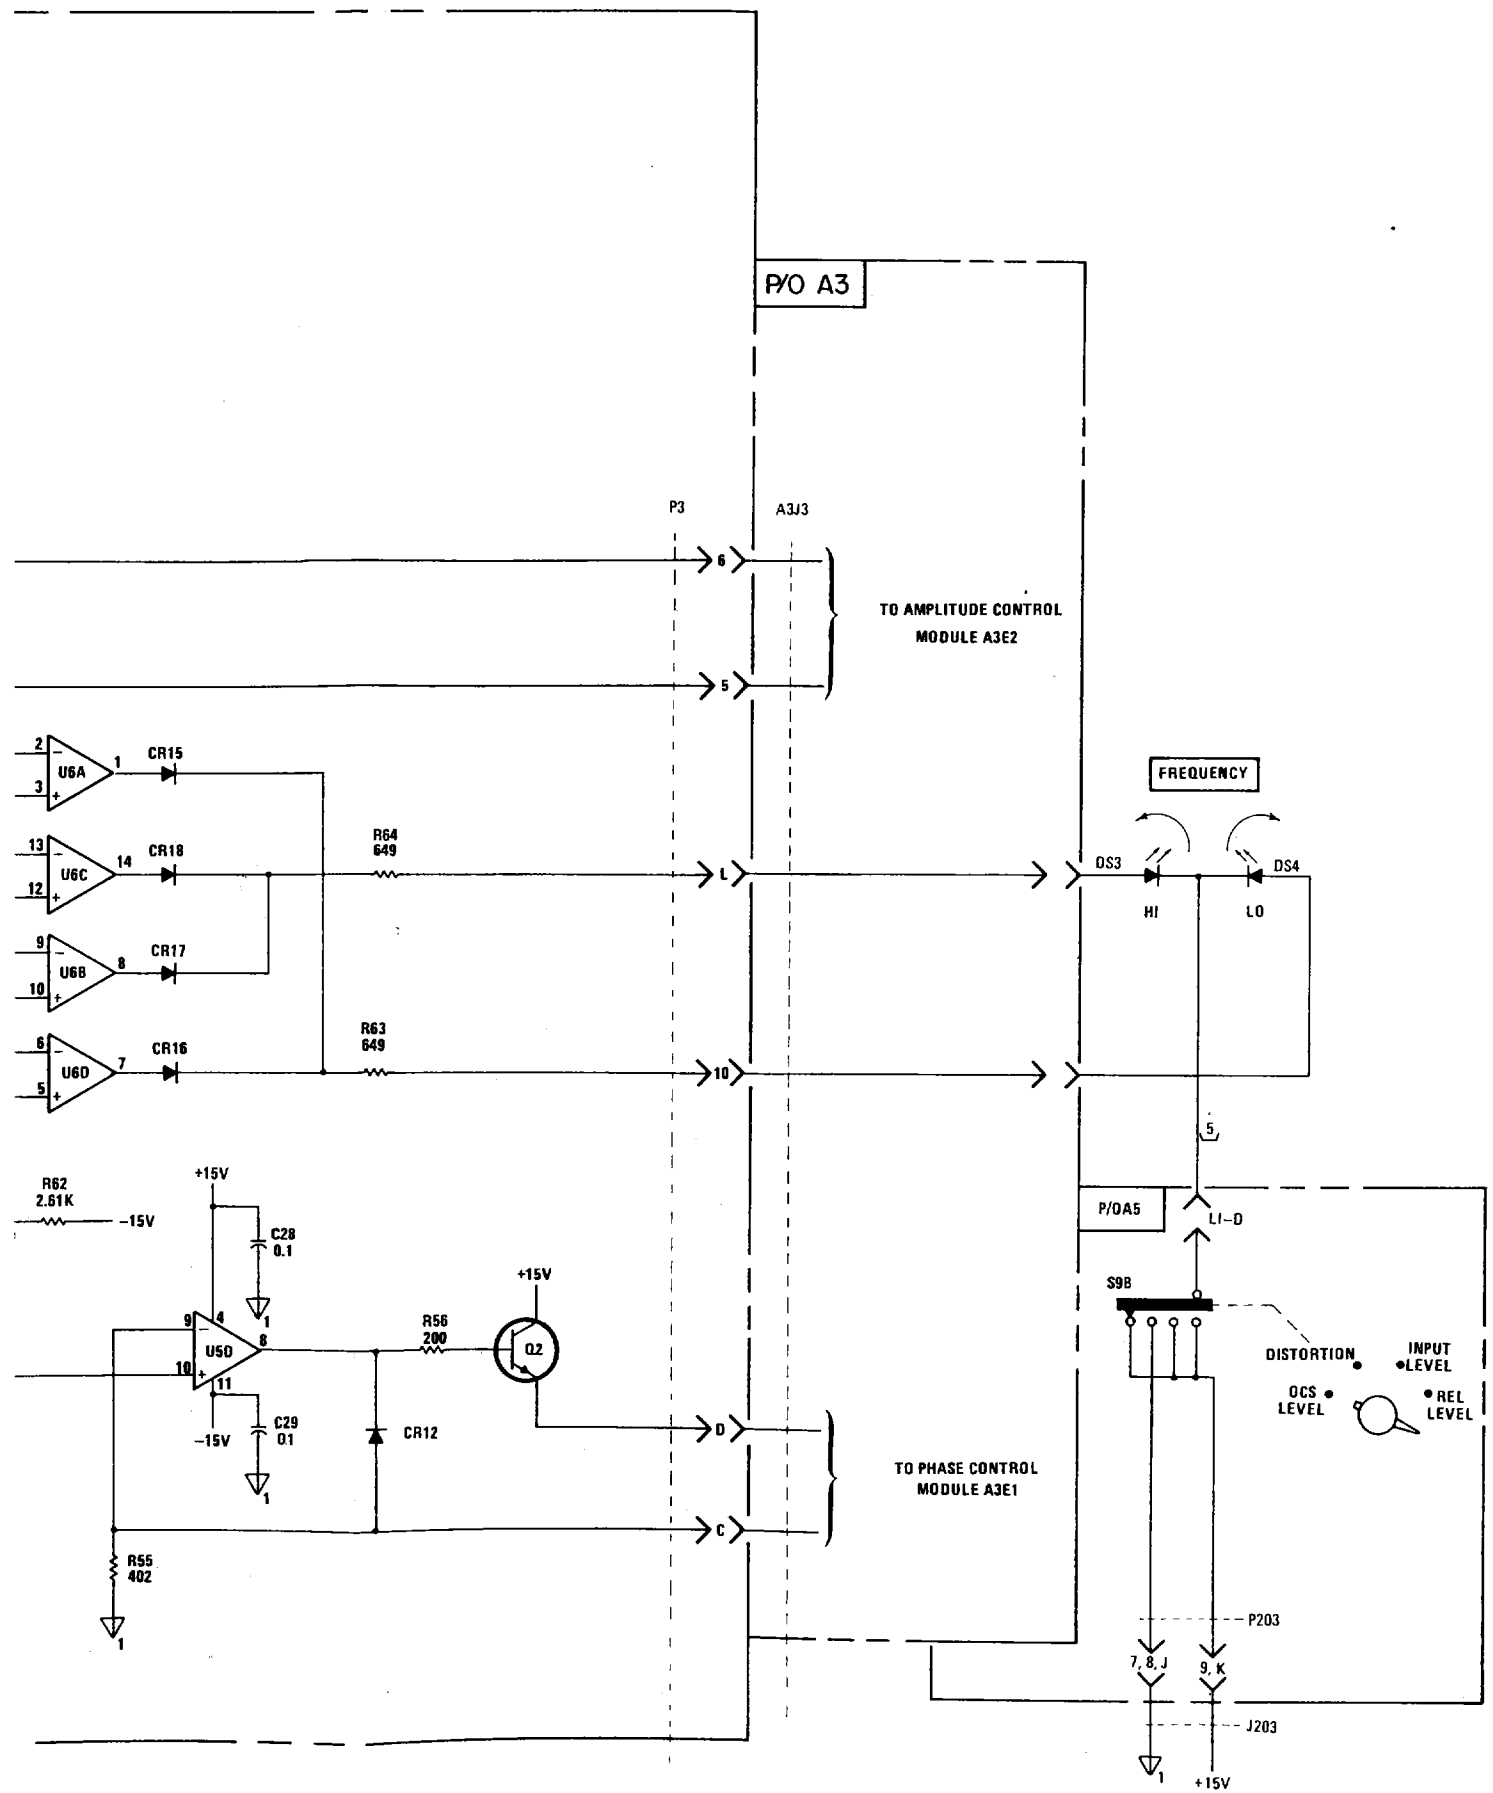 P/O A3
P3
A3J3
6
TO AMPLITUDE CONTROL
MODULE A3E2
5
2
−
U6A
3
+
1
CR15
FREQUENCY
13
−
U6C
12
+
14
CR18
R64
649
L
DS3
DS4
HI
LO
9
−
U6B
10
+
8
CR17
6
−
U6D
5
+
7
CR16
R63
649
10
5
R62
2.61K
−15V
+15V
C28
0.1
1
P/OA5
LI-D
S9B
+15V
9
−
4
U5D
8
10
+
11
R56
200
Q2
−15V
C29
0.1
1
CR12
D
DISTORTION
INPUT
LEVEL
OCS
LEVEL
REL
LEVEL
TO PHASE CONTROL
MODULE A3E1
C
R55
402
1
P203
7, 8, J
9, K
J203
1
+15V